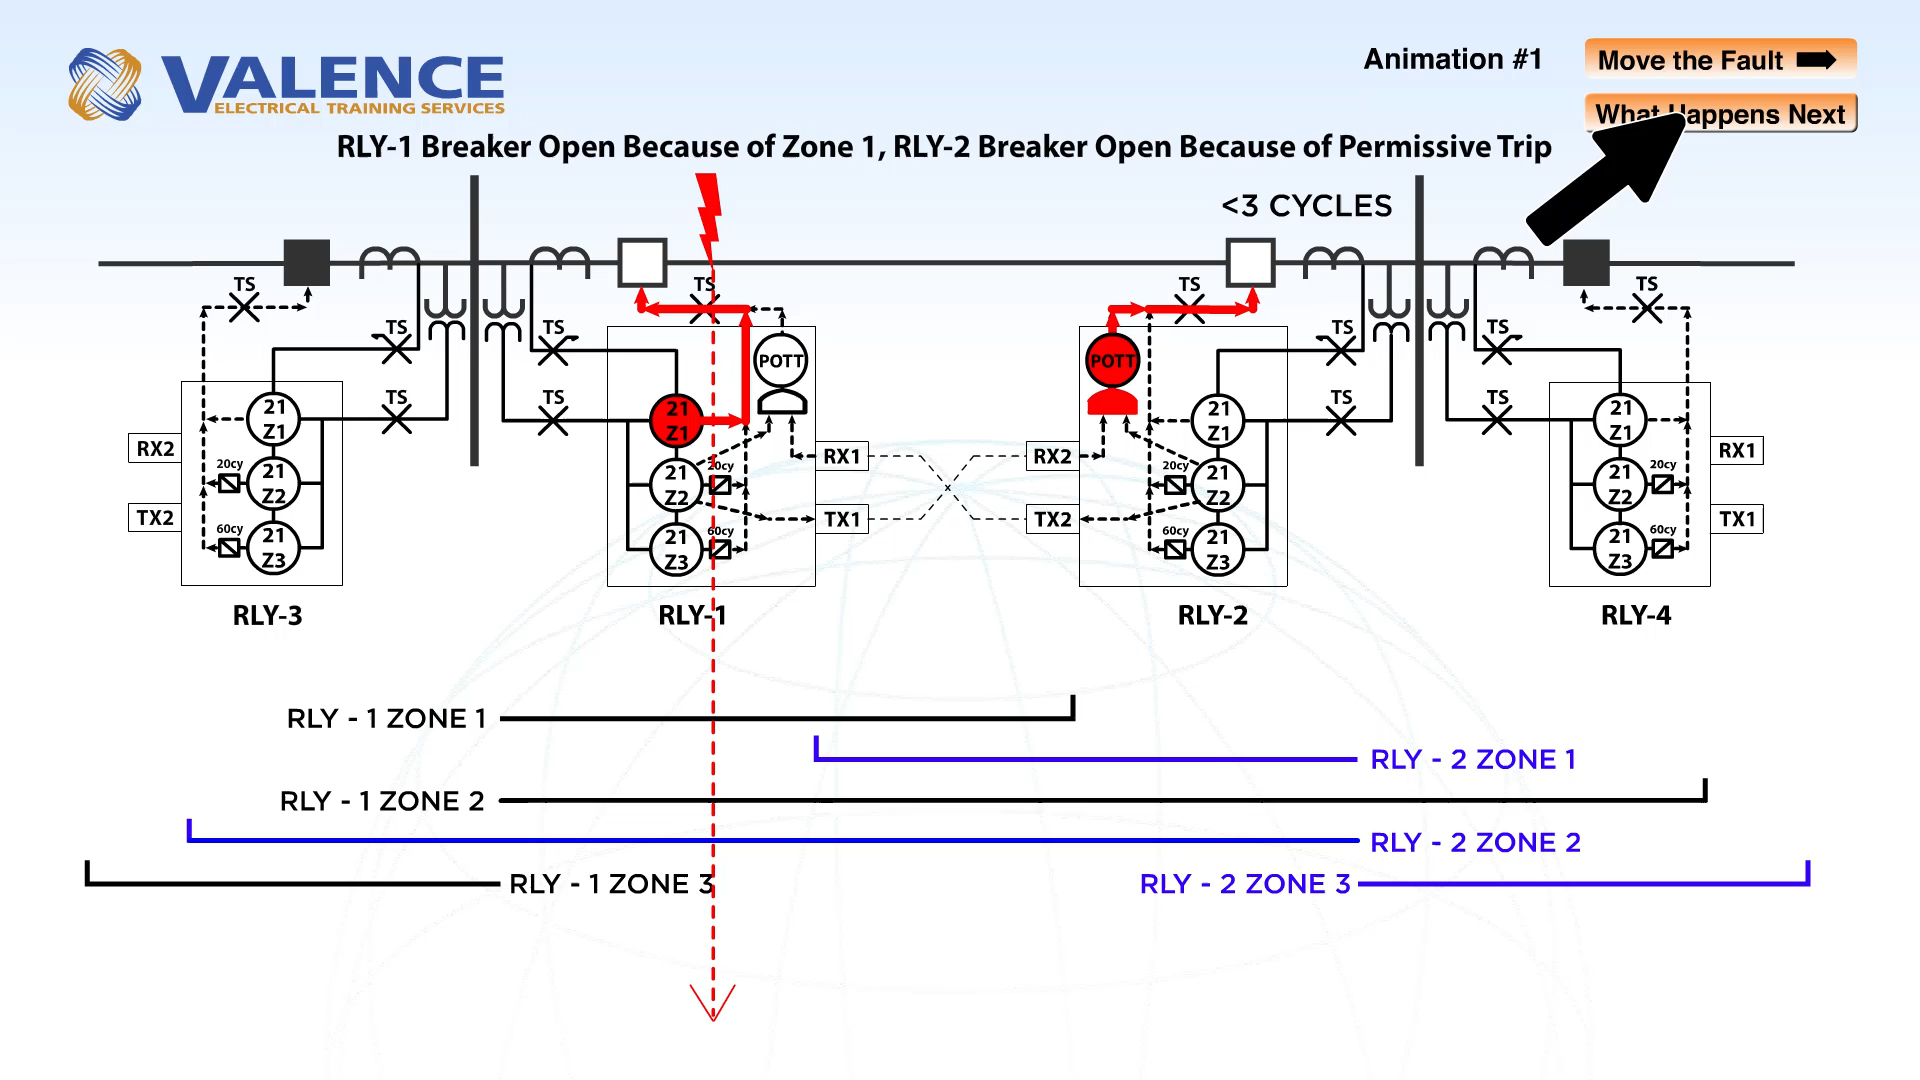 VALENCE
ELECTRICAL TRAINING SERVICES
Animation #1
Move the Fault
What Happens Next
RLY-1 Breaker Open Because of Zone 1, RLY-2 Breaker Open Because of Permissive Trip
<3 CYCLES
TS
TS
TS
TS
TS
TS
TS
TS
TS
TS
TS
TS
POTT
POTT
21
Z1
21
Z1
21
Z1
21
Z1
RX2
RX1
RX2
RX1
20cy
20cy
20cy
20cy
21
Z2
21
Z2
21
Z2
21
Z2
TX2
TX1
TX2
TX1
60cy
60cy
60cy
60cy
21
Z3
21
Z3
21
Z3
21
Z3
RLY-3
RLY-1
RLY-2
RLY-4
RLY - 1 ZONE 1
RLY - 2 ZONE 1
RLY - 1 ZONE 2
RLY - 2 ZONE 2
RLY - 1 ZONE 3
RLY - 2 ZONE 3